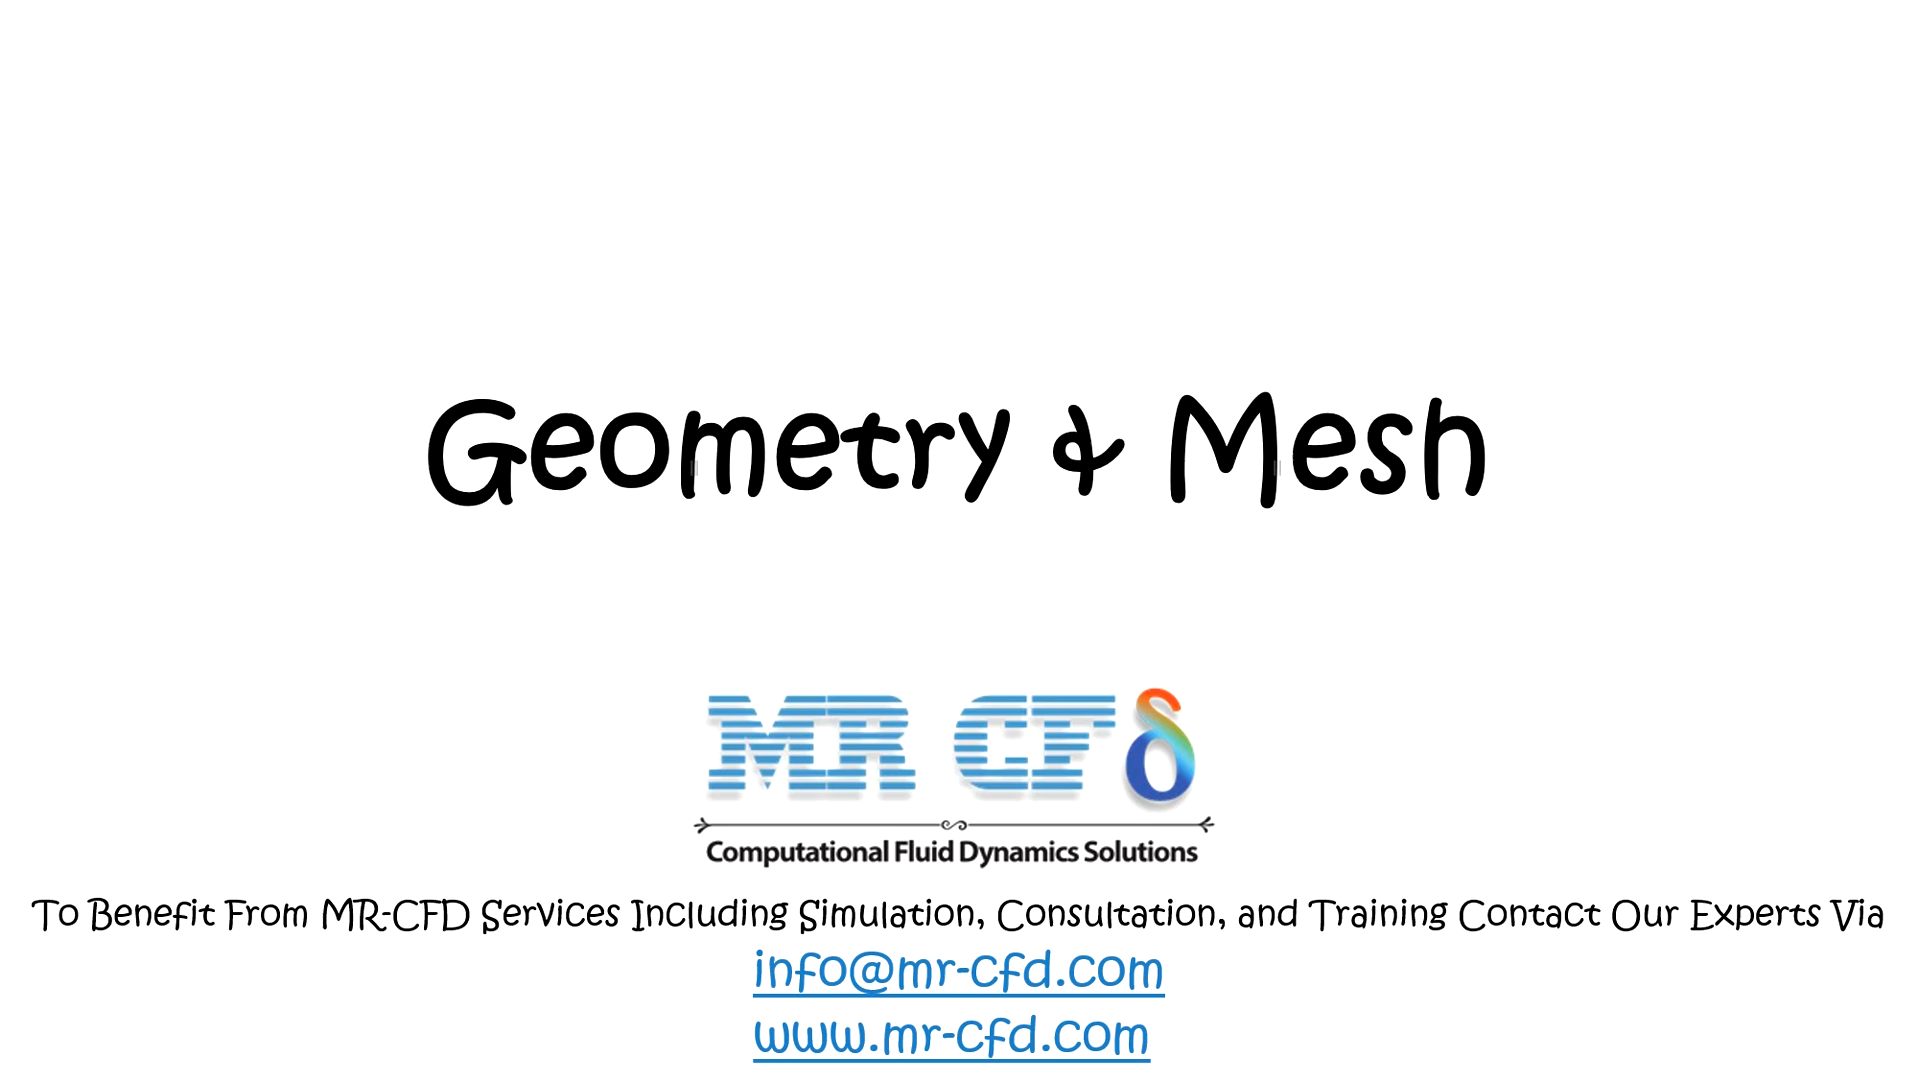 Geometry & Mesh
MR CFδ
Computational Fluid Dynamics Solutions
To Benefit From MR-CFD Services Including Simulation, Consultation, and Training Contact Our Experts Via
info@mr-cfd.com
www.mr-cfd.com